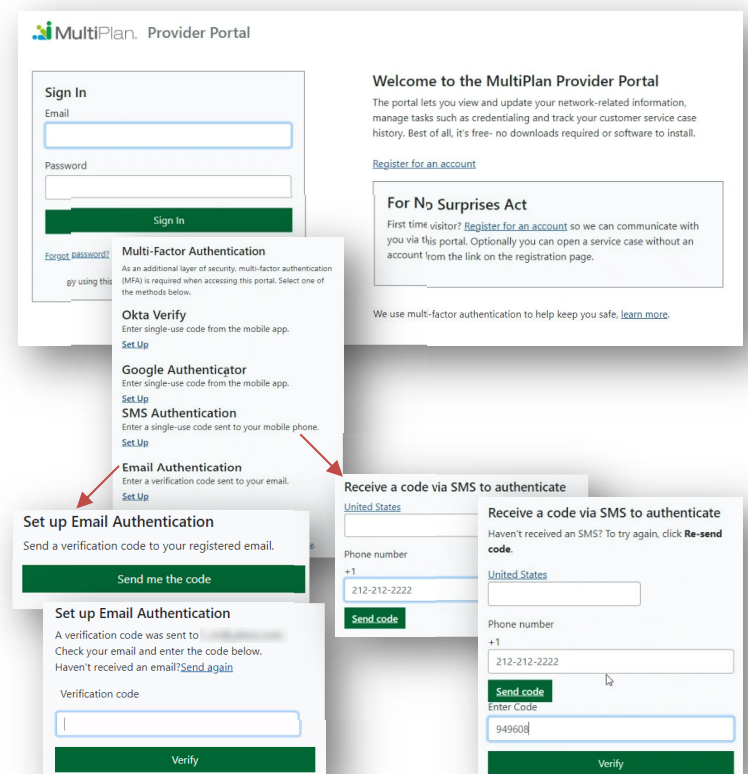 MultiPlan. Provider Portal
Sign In
Email
Password
Sign In
Forgot password?
By using this
Welcome to the MultiPlan Provider Portal
The portal lets you view and update your network-related information,
manage tasks such as credentialing and track your customer service case
history. Best of all, it's free- no downloads required or software to install.
Register for an account
For No Surprises Act
First time visitor? Register for an account so we can communicate with
you via this portal. Optionally you can open a service case without an
account from the link on the registration page.
We use multi-factor authentication to help keep you safe, learn more.
Multi-Factor Authentication
As an additional layer of security, multi-factor authentication
(MFA) is required when accessing this portal. Select one of
the methods below.
Okta Verify
Enter single-use code from the mobile app.
Set Up
Google Authenticator
Enter single-use code from the mobile app.
Set Up
SMS Authentication
Enter a single-use code sent to your mobile phone.
Set Up
Email Authentication
Enter a verification code sent to your email.
Set Up
Set up Email Authentication
Send a verification code to your registered email.
Send me the code
Set up Email Authentication
A verification code was sent to
Check your email and enter the code below.
Haven't received an email?Send again
Verification code
Verify
Receive a code via SMS to authenticate
United States
Phone number
+1
212-212-2222
Send code
Receive a code via SMS to authenticate
Haven't received an SMS? To try again, click Re-send
code.
United States
Phone number
+1
212-212-2222
Send code
Enter Code
949608
Verify